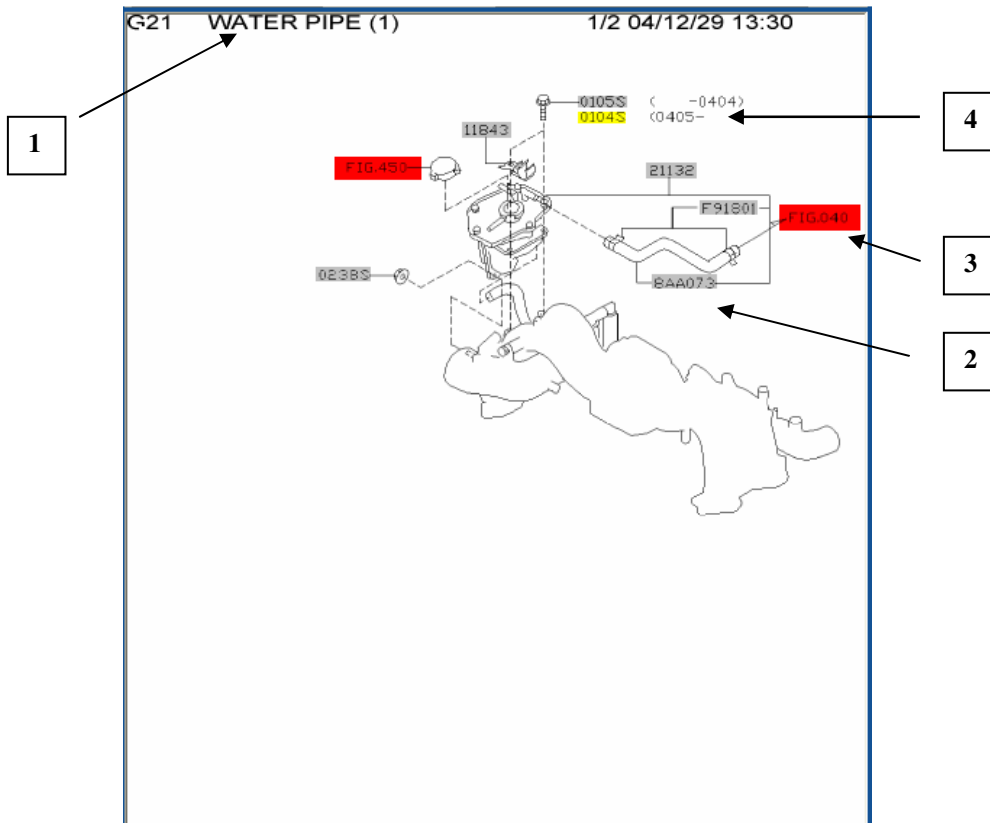 G21 WATER PIPE (1) 1/2 04/12/29 13:30
0105S ( -0404)
0104S (0405-
4
11843
1
FIG.450
21132
F91801
FIG.040
3
0238S
8AA073
2